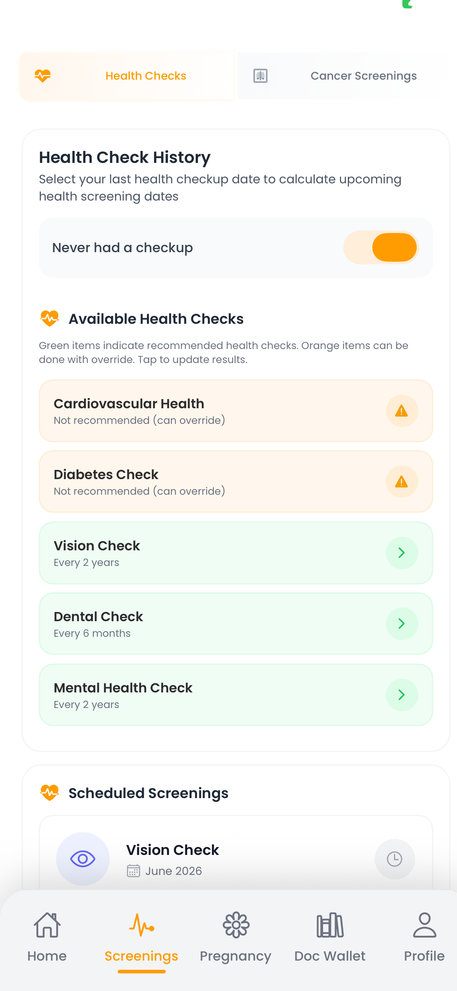 Health Checks
Cancer Screenings
Health Check History
Select your last health checkup date to calculate upcoming
health screening dates
Never had a checkup
Available Health Checks
Green items indicate recommended health checks. Orange items can be
done with override. Tap to update results.
Cardiovascular Health
Not recommended (can override)
Diabetes Check
Not recommended (can override)
Vision Check
Every 2 years
Dental Check
Every 6 months
Mental Health Check
Every 2 years
Scheduled Screenings
Vision Check
June 2026
Home
Screenings
Pregnancy
Doc Wallet
Profile